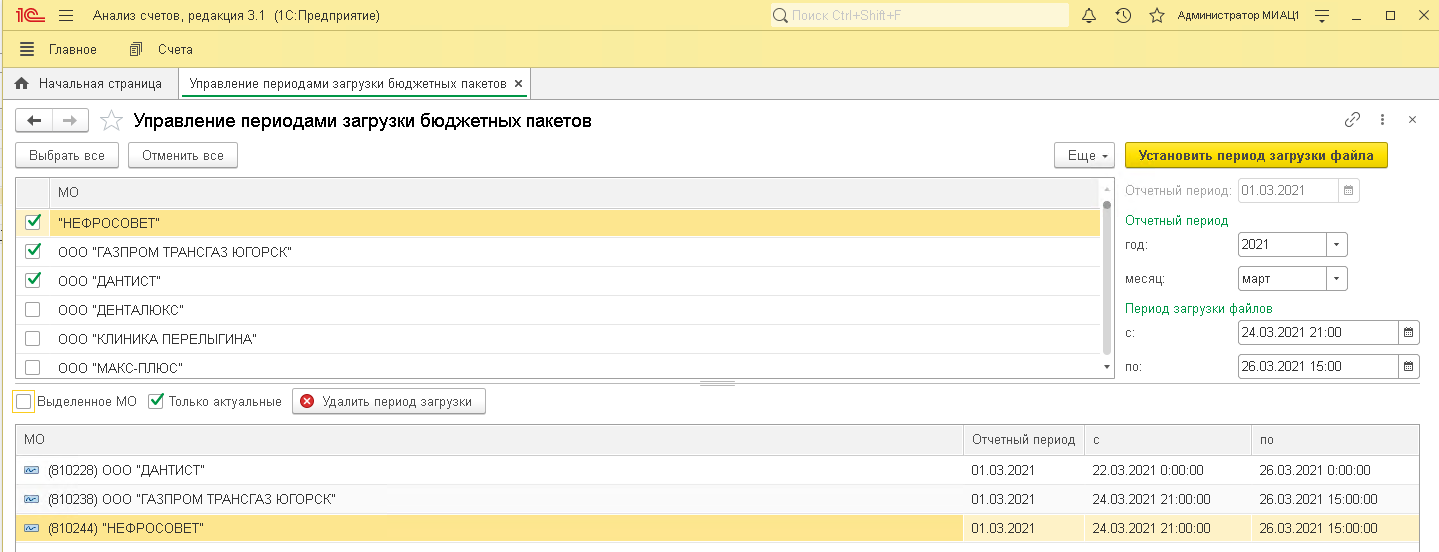 1С Анализ счетов, редакция 3.1 (1С:Предприятие) Поиск Ctrl+Shift+F Администратор МИАЦ1
Главное Счета
Начальная страница Управление периодами загрузки бюджетных пакетов
Управление периодами загрузки бюджетных пакетов
Выбрать все Отменить все Еще Установить период загрузки файла
МО
"НЕФРОСОВЕТ"
ООО "ГАЗПРОМ ТРАНСГАЗ ЮГОРСК"
ООО "ДАНТИСТ"
ООО "ДЕНТАЛЮКС"
ООО "КЛИНИКА ПЕРЕЛЫГИНА"
ООО "МАКС-ПЛЮС"
Отчетный период: 01.03.2021
Отчетный период
год: 2021
месяц: март
Период загрузки файлов
с: 24.03.2021 21:00
по: 26.03.2021 15:00
Выделенное МО Только актуальные Удалить период загрузки
МО Отчетный период с по
(810228) ООО "ДАНТИСТ" 01.03.2021 22.03.2021 0:00:00 26.03.2021 0:00:00
(810238) ООО "ГАЗПРОМ ТРАНСГАЗ ЮГОРСК" 01.03.2021 24.03.2021 21:00:00 26.03.2021 15:00:00
(810244) "НЕФРОСОВЕТ" 01.03.2021 24.03.2021 21:00:00 26.03.2021 15:00:00